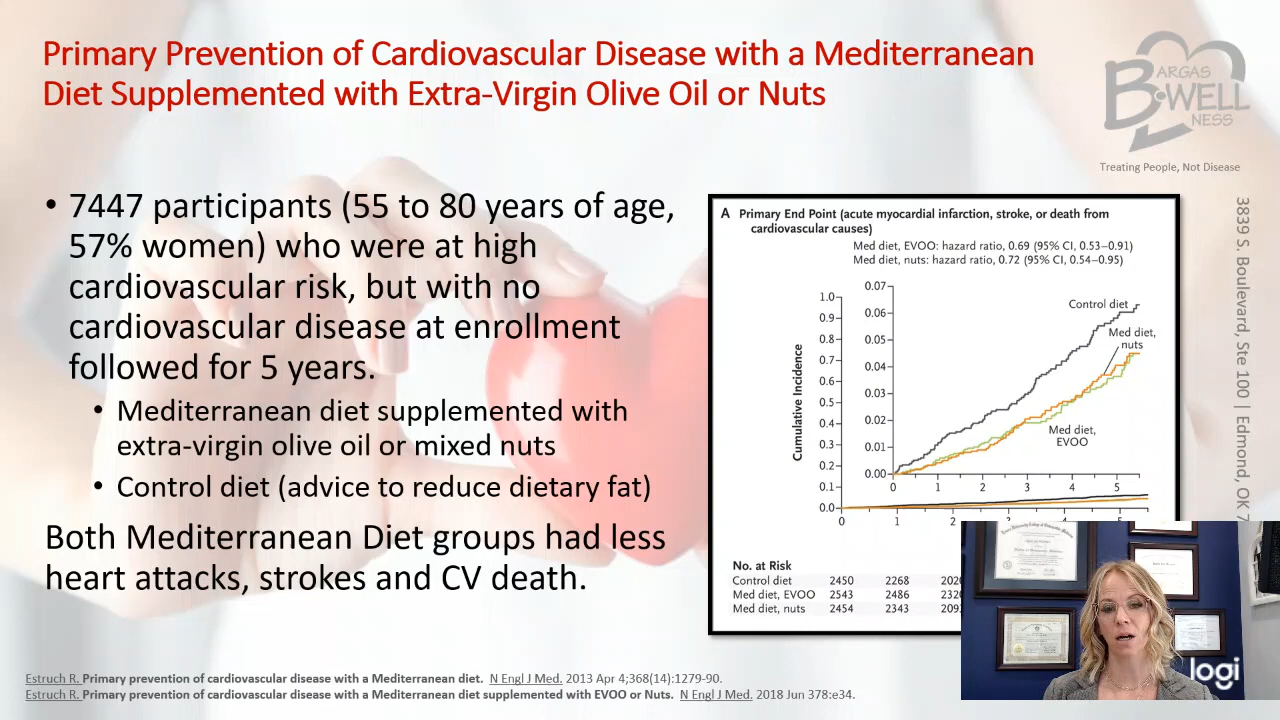 Primary Prevention of Cardiovascular Disease with a Mediterranean
Diet Supplemented with Extra-Virgin Olive Oil or Nuts
BARGAS
B-WELL
NESS
Treating People, Not Disease
3839 S. Boulevard, Ste 100 | Edmond, OK 7
• 7447 participants (55 to 80 years of age,
57% women) who were at high
cardiovascular risk, but with no
cardiovascular disease at enrollment
followed for 5 years.
• Mediterranean diet supplemented with
extra-virgin olive oil or mixed nuts
• Control diet (advice to reduce dietary fat)
Both Mediterranean Diet groups had less
heart attacks, strokes and CV death.
A Primary End Point (acute myocardial infarction, stroke, or death from
cardiovascular causes)
Med diet, EVOO: hazard ratio, 0.69 (95% CI, 0.53–0.91)
Med diet, nuts: hazard ratio, 0.72 (95% CI, 0.54–0.95)
Cumulative Incidence
1.0
0.9
0.8
0.7
0.6
0.5
0.4
0.3
0.2
0.1
0.0
0.07
0.06
0.05
0.04
0.03
0.02
0.01
0.00
Control diet
Med diet,
nuts
Med diet,
EVOO
0 1 2 3 4 5
0 1 2 3 4 5
No. at Risk
Control diet 2450 2268 2020
Med diet, EVOO 2543 2486 2320
Med diet, nuts 2454 2343 209
Estruch R. Primary prevention of cardiovascular disease with a Mediterranean diet. N Engl J Med. 2013 Apr 4;368(14):1279-90.
Estruch R. Primary prevention of cardiovascular disease with a Mediterranean diet supplemented with EVOO or Nuts. N Engl J Med. 2018 Jun 378:e34.
logi